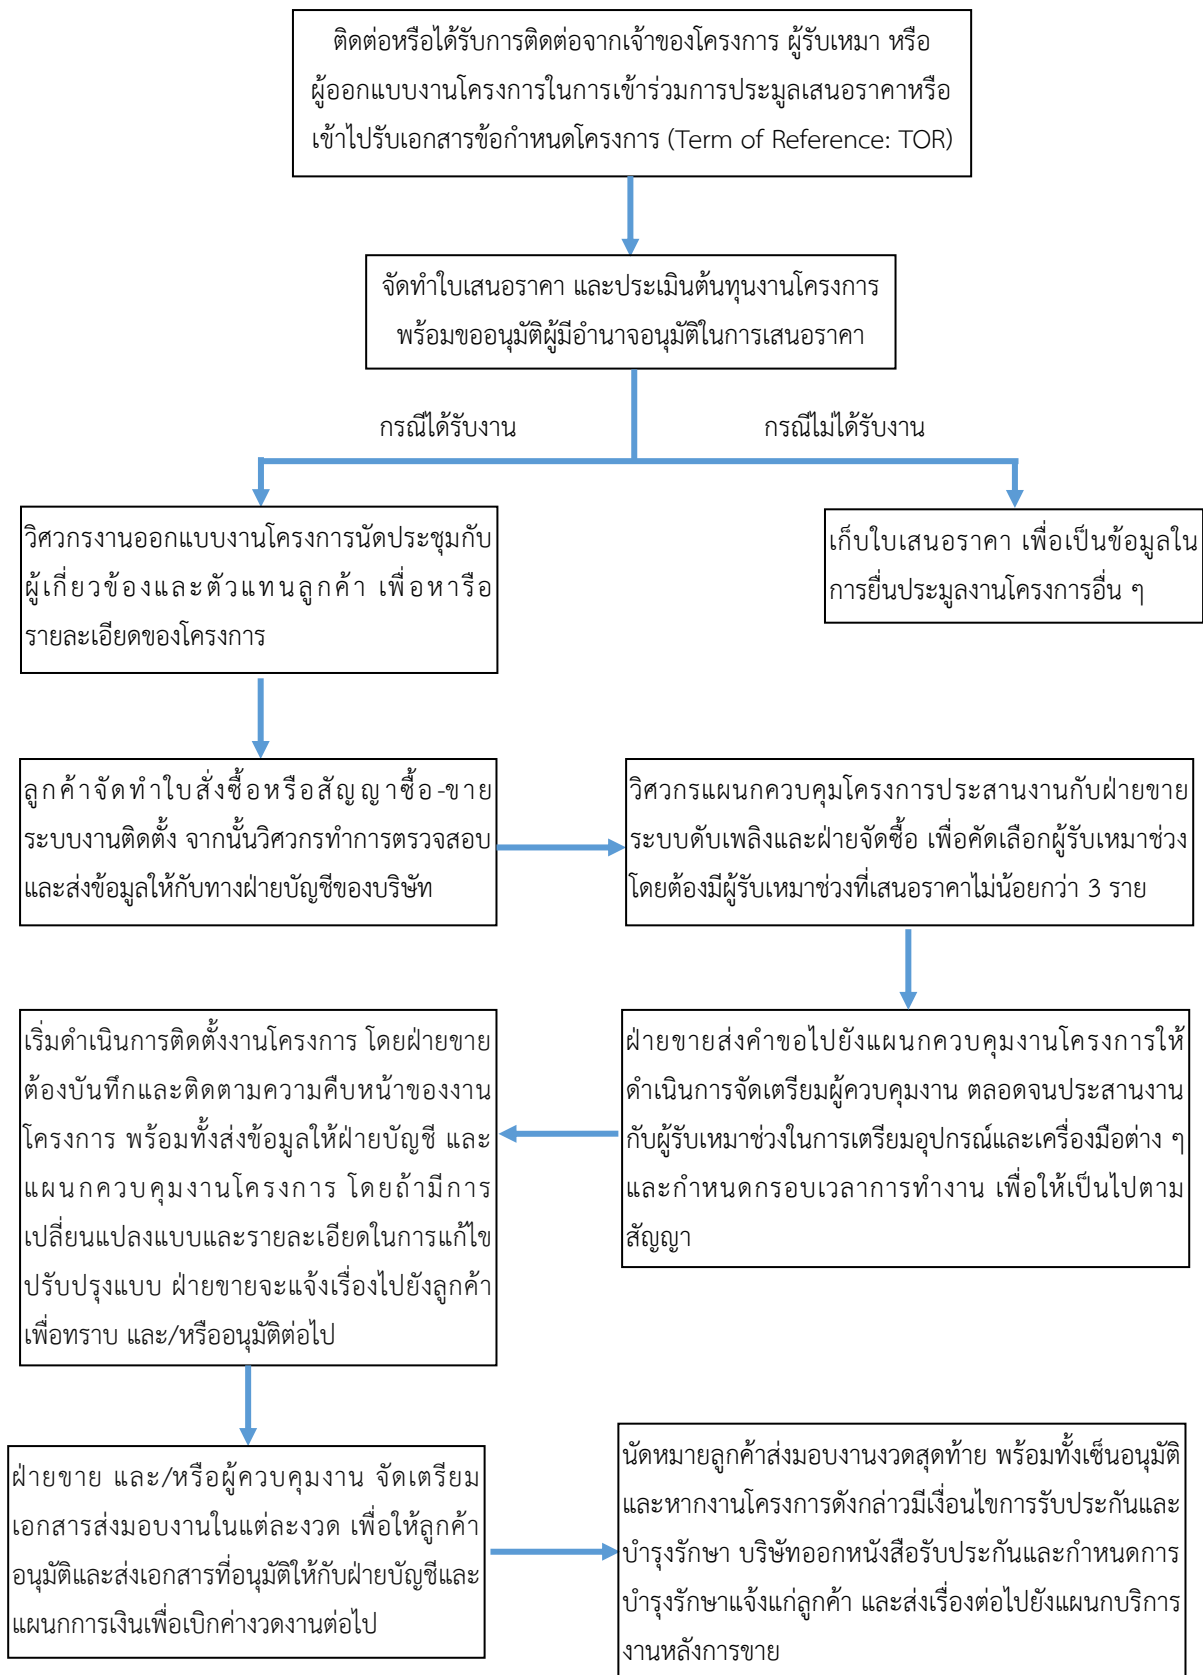 ติดต่อหรือได้รับการติดต่อจากเจ้าของโครงการ ผู้รับเหมา หรือ
ผู้ออกแบบงานโครงการในการเข้าร่วมการประมูลเสนอราคาหรือ
เข้าไปรับเอกสารข้อกำหนดโครงการ (Term of Reference: TOR)
จัดทำใบเสนอราคา และประเมินต้นทุนงานโครงการ
พร้อมขออนุมัติผู้มีอำนาจอนุมัติในการเสนอราคา
กรณีได้รับงาน
กรณีไม่ได้รับงาน
วิศวกรงานออกแบบงานโครงการนัดประชุมกับ
ผู้เกี่ยวข้องและตัวแทนลูกค้า เพื่อหารือ
รายละเอียดของโครงการ
เก็บใบเสนอราคา เพื่อเป็นข้อมูลใน
การยื่นประมูลงานโครงการอื่น ๆ
ลูกค้าจัดทำใบสั่งซื้อหรือสัญญาซื้อ-ขาย
ระบบงานติดตั้ง จากนั้นวิศวกรทำการตรวจสอบ
และส่งข้อมูลให้กับทางฝ่ายบัญชีของบริษัท
วิศวกรแผนกควบคุมโครงการประสานงานกับฝ่ายขาย
ระบบดับเพลิงและฝ่ายจัดซื้อ เพื่อคัดเลือกผู้รับเหมาช่วง
โดยต้องมีผู้รับเหมาช่วงที่เสนอราคาไม่น้อยกว่า 3 ราย
เริ่มดำเนินการติดตั้งงานโครงการ โดยฝ่ายขาย
ต้องบันทึกและติดตามความคืบหน้าของงาน
โครงการ พร้อมทั้งส่งข้อมูลให้ฝ่ายบัญชี และ
แผนกควบคุมงานโครงการ โดยถ้ามีการ
เปลี่ยนแปลงแบบและรายละเอียดในการแก้ไข
ปรับปรุงแบบ ฝ่ายขายจะแจ้งเรื่องไปยังลูกค้า
เพื่อทราบ และ/หรืออนุมัติต่อไป
ฝ่ายขายส่งคำขอไปยังแผนกควบคุมงานโครงการให้
ดำเนินการจัดเตรียมผู้ควบคุมงาน ตลอดจนประสานงาน
กับผู้รับเหมาช่วงในการเตรียมอุปกรณ์และเครื่องมือต่าง ๆ
และกำหนดกรอบเวลาการทำงาน เพื่อให้เป็นไปตาม
สัญญา
ฝ่ายขาย และ/หรือผู้ควบคุมงาน จัดเตรียม
เอกสารส่งมอบงานในแต่ละงวด เพื่อให้ลูกค้า
อนุมัติและส่งเอกสารที่อนุมัติให้กับฝ่ายบัญชีและ
แผนกการเงินเพื่อเบิกค่างวดงานต่อไป
นัดหมายลูกค้าส่งมอบงานงวดสุดท้าย พร้อมทั้งเซ็นอนุมัติ
และหากงานโครงการดังกล่าวมีเงื่อนไขการรับประกันและ
บำรุงรักษา บริษัทออกหนังสือรับประกันและกำหนดการ
บำรุงรักษาแจ้งแก่ลูกค้า และส่งเรื่องต่อไปยังแผนกบริการ
งานหลังการขาย